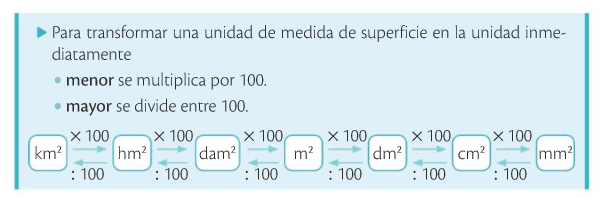 ▶ Para transformar una unidad de medida de superficie en la unidad inme-
diatamente
• menor se multiplica por 100.
• mayor se divide entre 100.
× 100 × 100 × 100 × 100 × 100 × 100
km² hm² dam² m² dm² cm² mm²
: 100 : 100 : 100 : 100 : 100 : 100